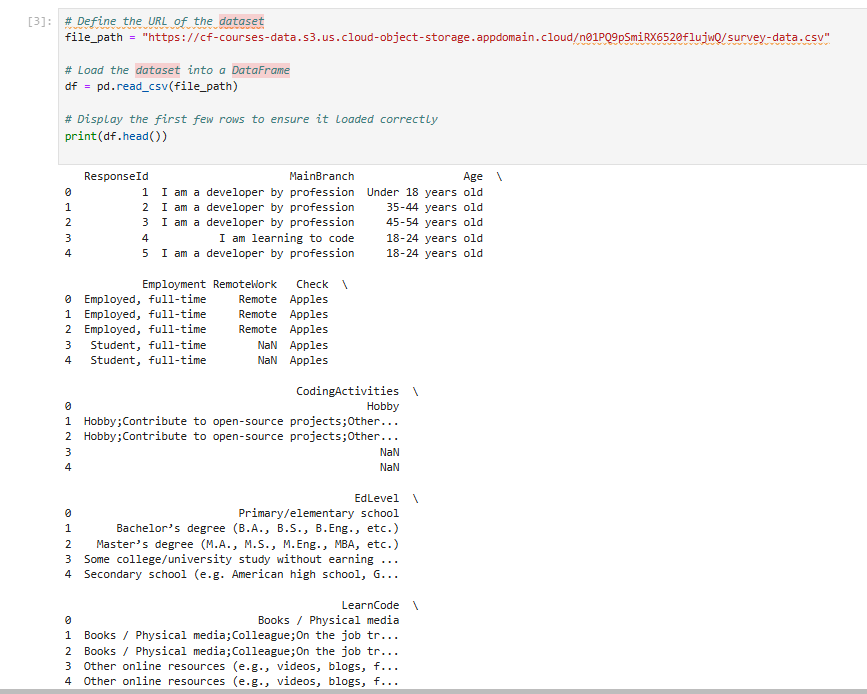 [3]: # Define the URL of the dataset
file_path = "https://cf-courses-data.s3.us.cloud-object-storage.appdomain.cloud/n01PQ9pSmiRX6520flujwQ/survey-data.csv"
# Load the dataset into a DataFrame
df = pd.read_csv(file_path)
# Display the first few rows to ensure it loaded correctly
print(df.head())
ResponseId MainBranch Age \
0 1 I am a developer by profession Under 18 years old
1 2 I am a developer by profession 35-44 years old
2 3 I am a developer by profession 45-54 years old
3 4 I am learning to code 18-24 years old
4 5 I am a developer by profession 18-24 years old
Employment RemoteWork Check \
0 Employed, full-time Remote Apples
1 Employed, full-time Remote Apples
2 Employed, full-time Remote Apples
3 Student, full-time NaN Apples
4 Student, full-time NaN Apples
CodingActivities \
0 Hobby
1 Hobby;Contribute to open-source projects;Other...
2 Hobby;Contribute to open-source projects;Other...
3 NaN
4 NaN
EdLevel \
0 Primary/elementary school
1 Bachelor’s degree (B.A., B.S., B.Eng., etc.)
2 Master’s degree (M.A., M.S., M.Eng., MBA, etc.)
3 Some college/university study without earning ...
4 Secondary school (e.g. American high school, G...
LearnCode \
0 Books / Physical media
1 Books / Physical media;Colleague;On the job tr...
2 Books / Physical media;Colleague;On the job tr...
3 Other online resources (e.g., videos, blogs, f...
4 Other online resources (e.g., videos, blogs, f...